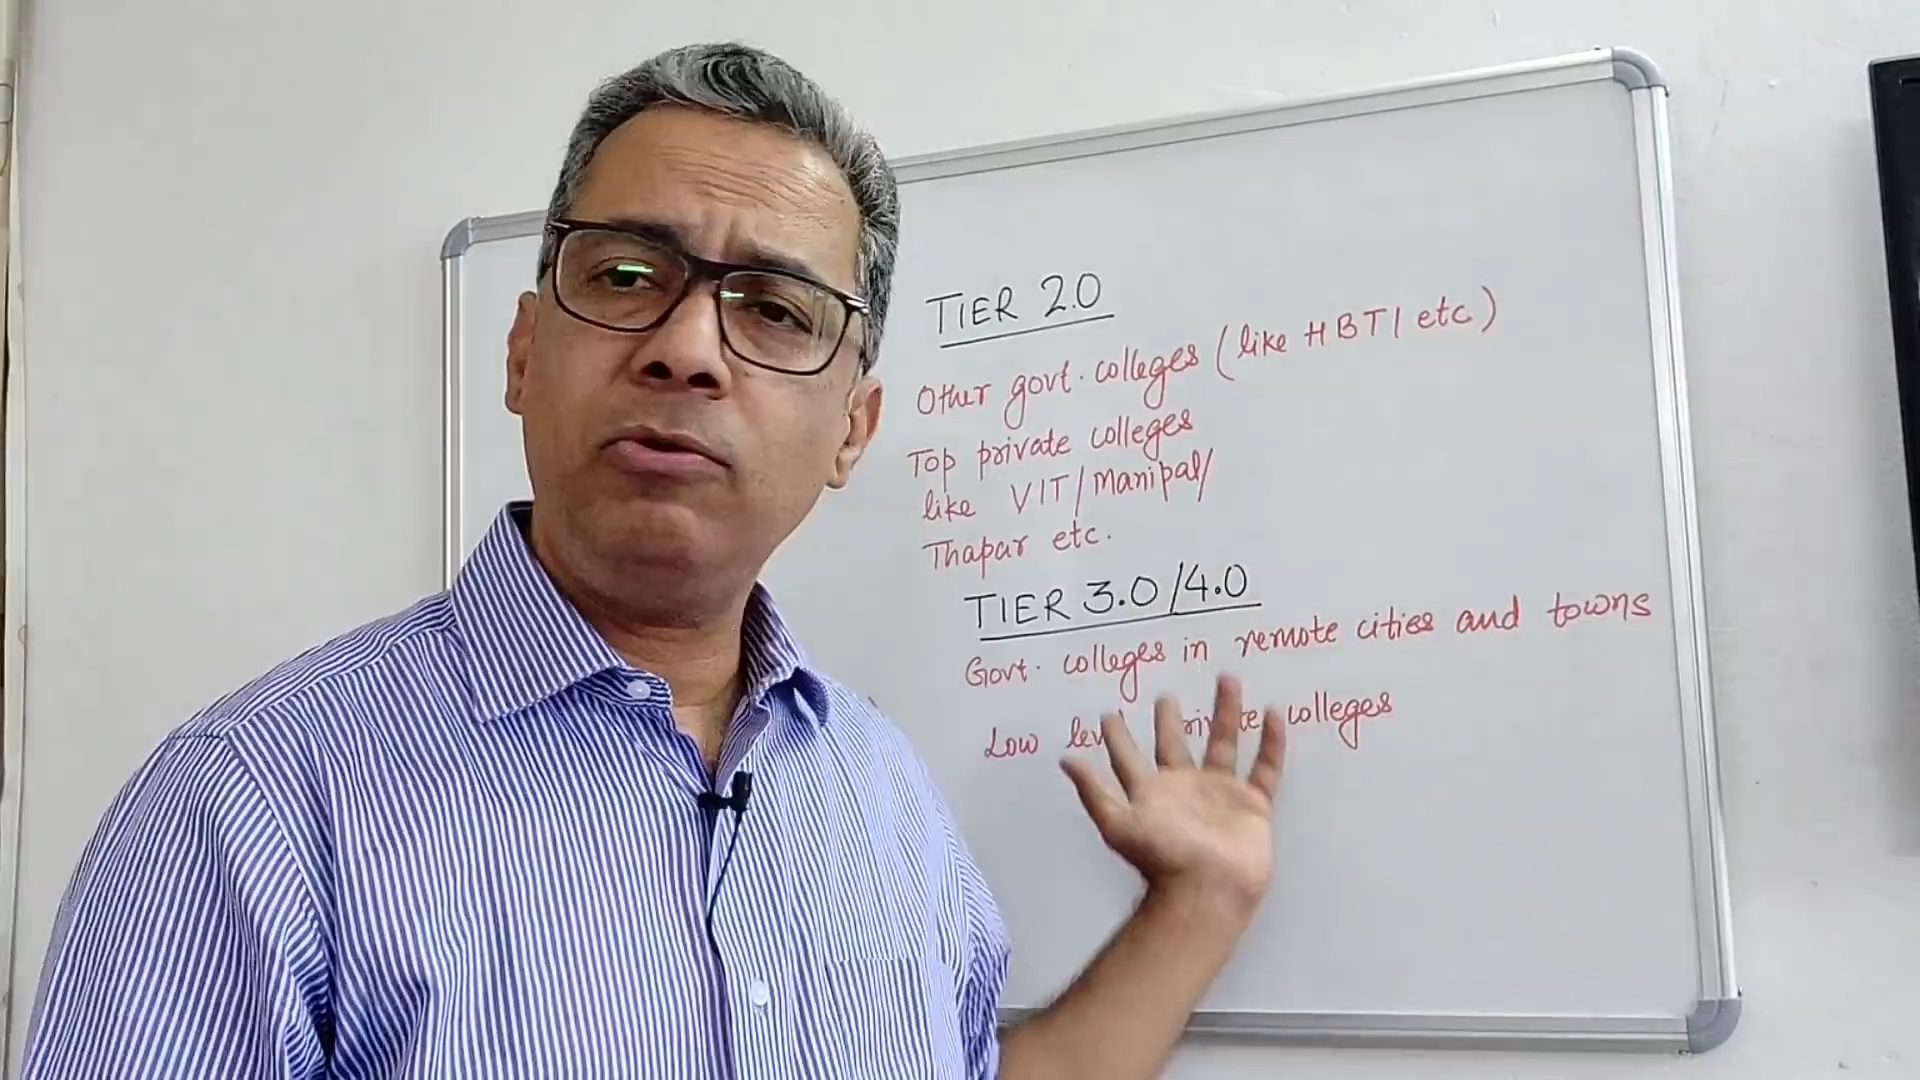 TIER 2.0
Other govt. colleges (like HBTI etc)
Top private colleges
like VIT/Manipal/
Thapar etc.
TIER 3.0/4.0
Govt. colleges in remote cities and towns
Low colleges